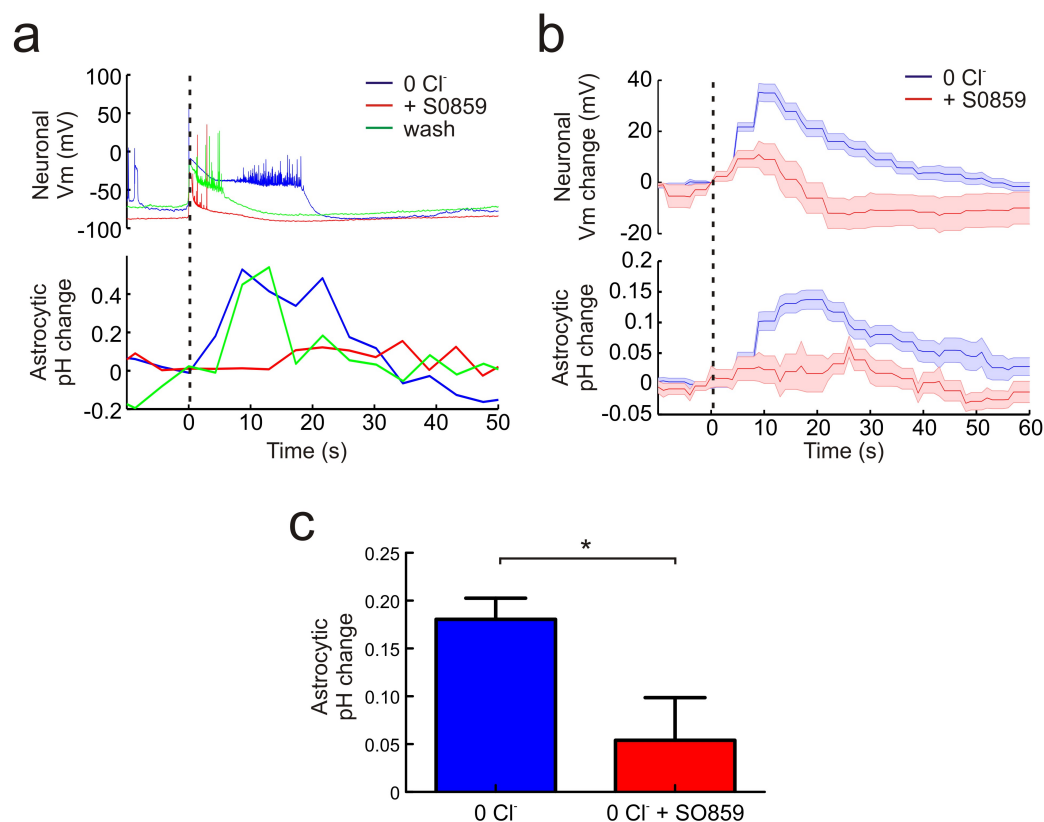 a
100
50
0
-50
-100
Neuronal
Vm (mV)
0 Cl⁻
+ S0859
wash
0.4
0.2
0
-0.2
Astrocytic
pH change
0
10
20
30
40
50
Time (s)
b
40
20
0
-20
Neuronal
Vm change (mV)
0 Cl⁻
+ S0859
0.2
0.15
0.1
0.05
0
-0.05
Astrocytic
pH change
0
10
20
30
40
50
60
Time (s)
c
*
0.25
0.20
0.15
0.10
0.05
0
Astrocytic
pH change
0 Cl⁻
0 Cl⁻ + SO859